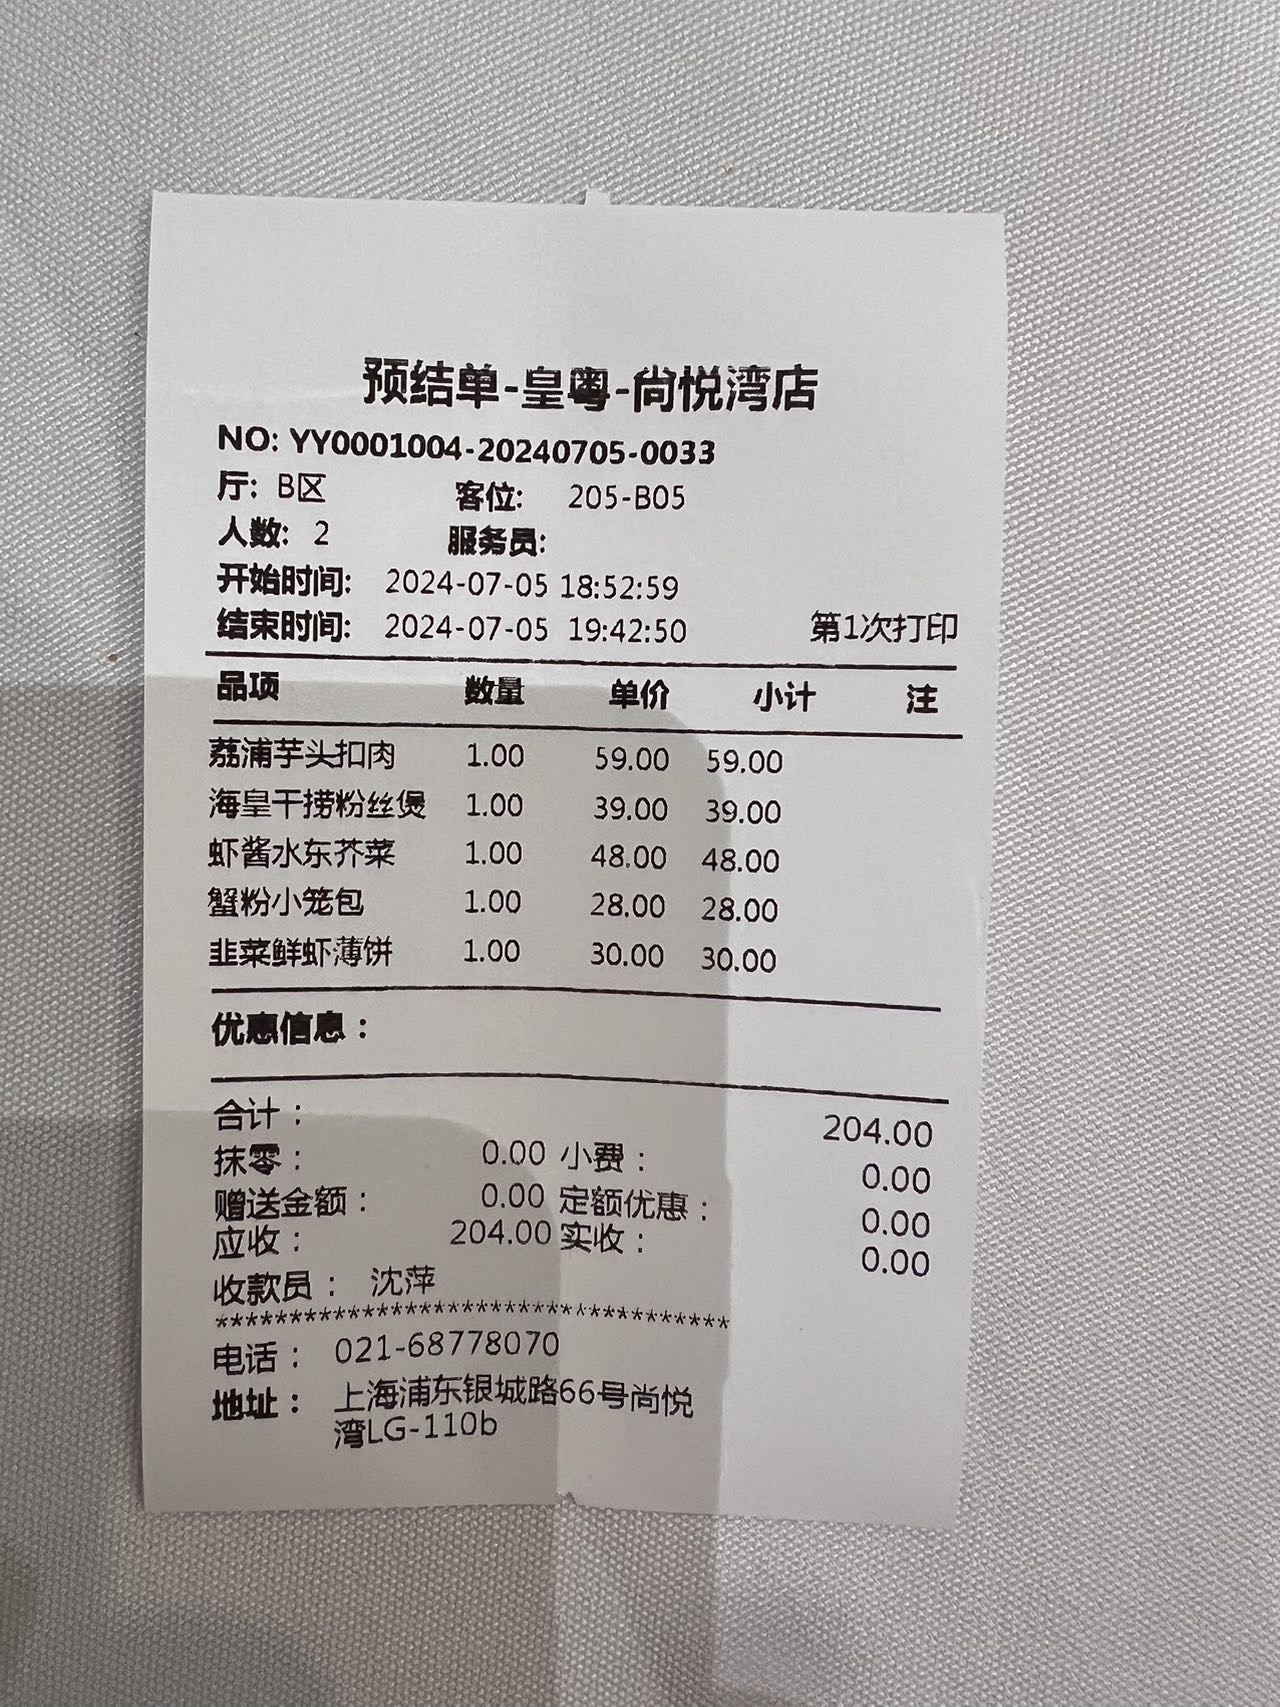 预结单-皇粤-尚悦湾店
NO: YY0001004-20240705-0033
厅: B区 客位: 205-B05
人数: 2 服务员:
开始时间: 2024-07-05 18:52:59
结束时间: 2024-07-05 19:42:50 第1次打印
品项 数量 单价 小计 注
荔浦芋头扣肉 1.00 59.00 59.00
海皇干捞粉丝煲 1.00 39.00 39.00
虾酱水东芥菜 1.00 48.00 48.00
蟹粉小笼包 1.00 28.00 28.00
韭菜鲜虾薄饼 1.00 30.00 30.00
优惠信息：
合计： 204.00
抹零： 0.00 小费： 0.00
赠送金额： 0.00 定额优惠： 0.00
应收： 204.00 实收： 0.00
收款员： 沈萍
***********************************
电话： 021-68778070
地址： 上海浦东银城路66号尚悦
湾LG-110b